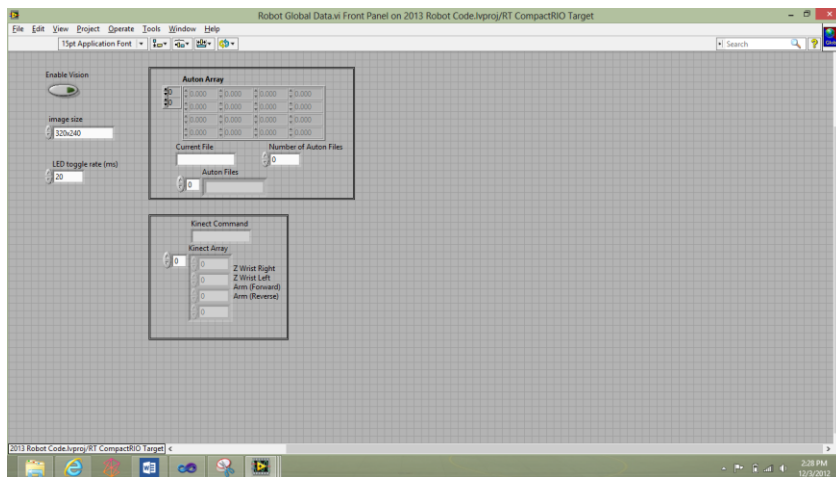 Robot Global Data.vi Front Panel on 2013 Robot Code.lvproj/RT CompactRIO Target
File Edit View Project Operate Tools Window Help
15pt Application Font
Search
Enable Vision
image size
320x240
LED toggle rate (ms)
20
Auton Array
0 0.000 0.000 0.000 0.000
0 0.000 0.000 0.000 0.000
0.000 0.000 0.000 0.000
0.000 0.000 0.000 0.000
Current File Number of Auton Files
0
Auton Files
0
Kinect Command
Kinect Array
0 0 Z Wrist Right
0 Z Wrist Left
Arm (Forward)
0 Arm (Reverse)
0
2013 Robot Code.lvproj/RT CompactRIO Target
2:28 PM
12/3/2012